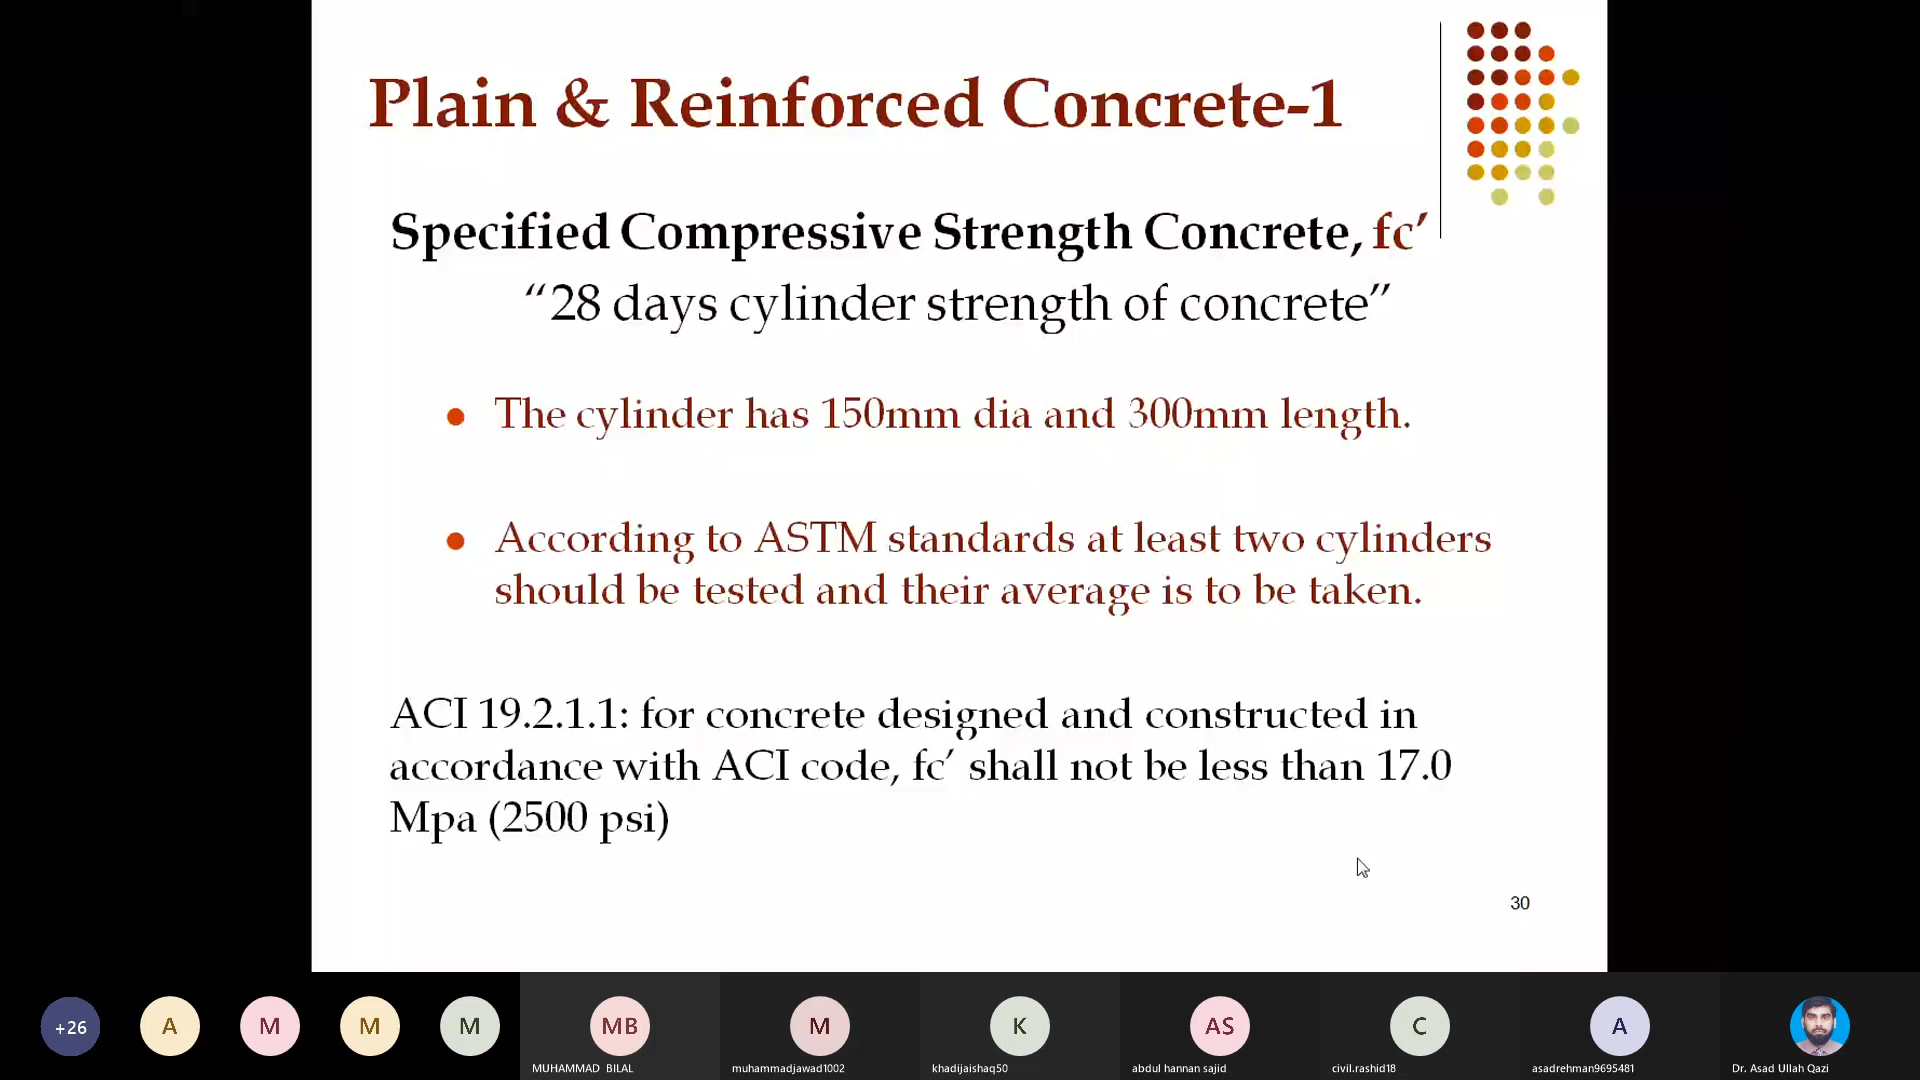 Plain & Reinforced Concrete-1
Specified Compressive Strength Concrete, fc’
“28 days cylinder strength of concrete”
● The cylinder has 150mm dia and 300mm length.
● According to ASTM standards at least two cylinders
should be tested and their average is to be taken.
ACI 19.2.1.1: for concrete designed and constructed in
accordance with ACI code, fc’ shall not be less than 17.0
Mpa (2500 psi)
30
+26 A M M M MB M K AS C A
MUHAMMAD BILAL muhammadjawad1002 khadijaishaq50 abdul hannan sajid civil.rashid18 asadrehman9695481 Dr. Asad Ullah Qazi